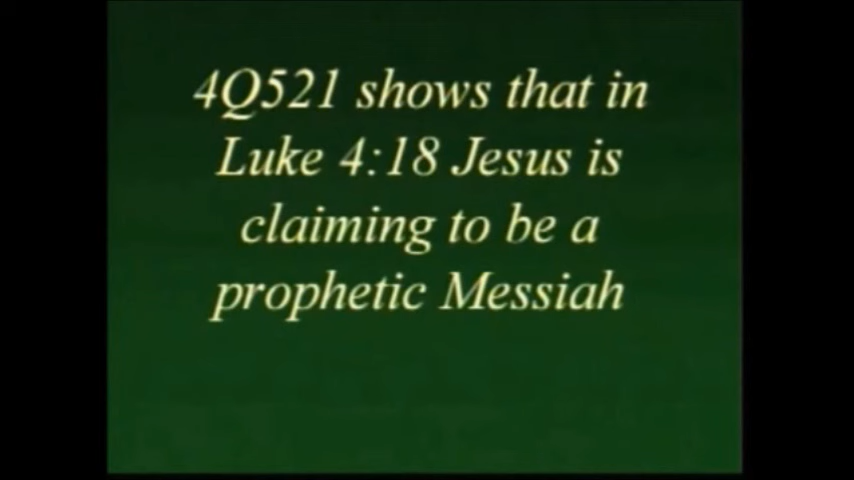 4Q521 shows that in
Luke 4:18 Jesus is
claiming to be a
prophetic Messiah